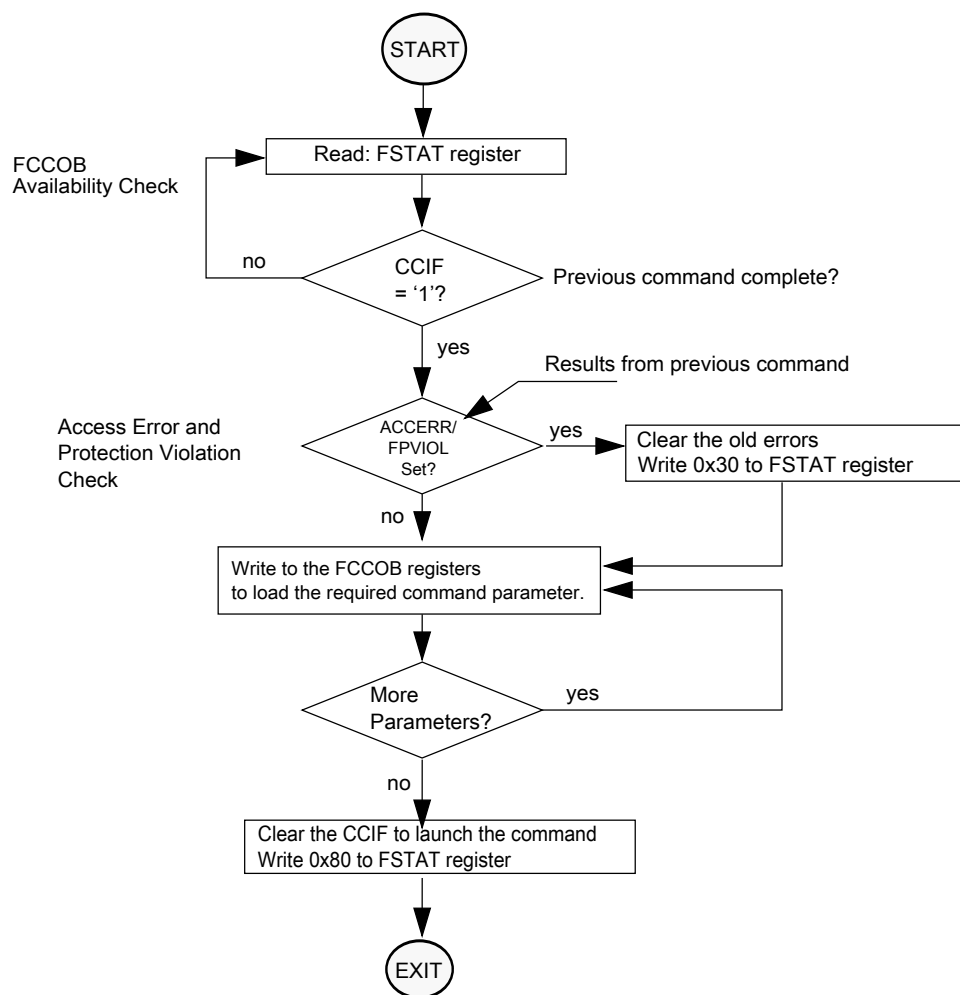 START
Read: FSTAT register
FCCOB
Availability Check
no
CCIF
= ‘1’?
Previous command complete?
yes
Results from previous command
Access Error and
Protection Violation
Check
ACCERR/
FPVIOL
Set?
yes
Clear the old errors
Write 0x30 to FSTAT register
no
Write to the FCCOB registers
to load the required command parameter.
More
Parameters?
yes
no
Clear the CCIF to launch the command
Write 0x80 to FSTAT register
EXIT